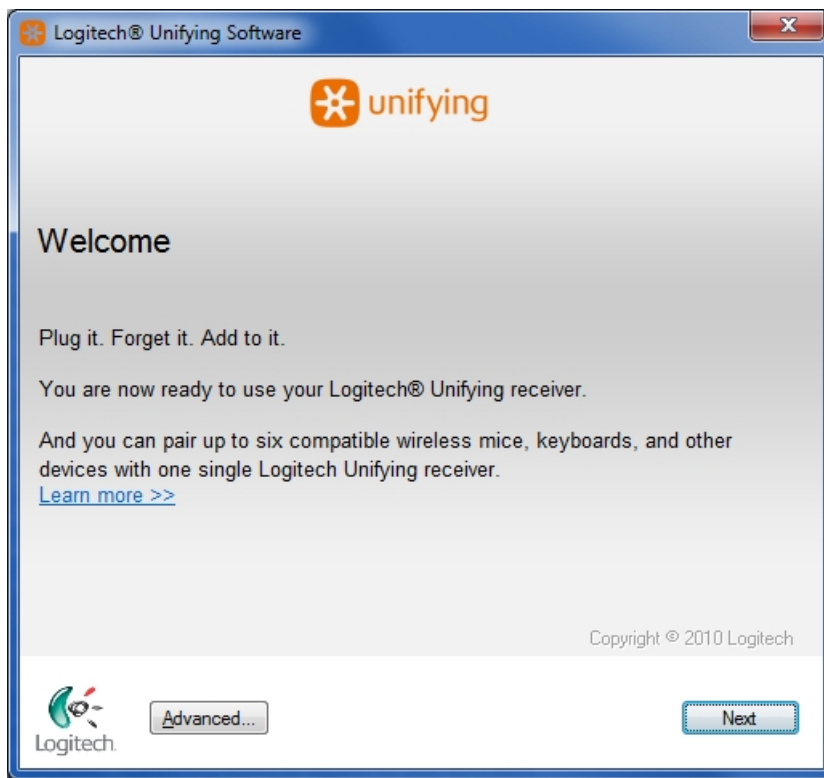 Logitech® Unifying Software
unifying
Welcome
Plug it. Forget it. Add to it.
You are now ready to use your Logitech® Unifying receiver.
And you can pair up to six compatible wireless mice, keyboards, and other
devices with one single Logitech Unifying receiver.
Learn more >>
Copyright © 2010 Logitech
Logitech.
Advanced...
Next